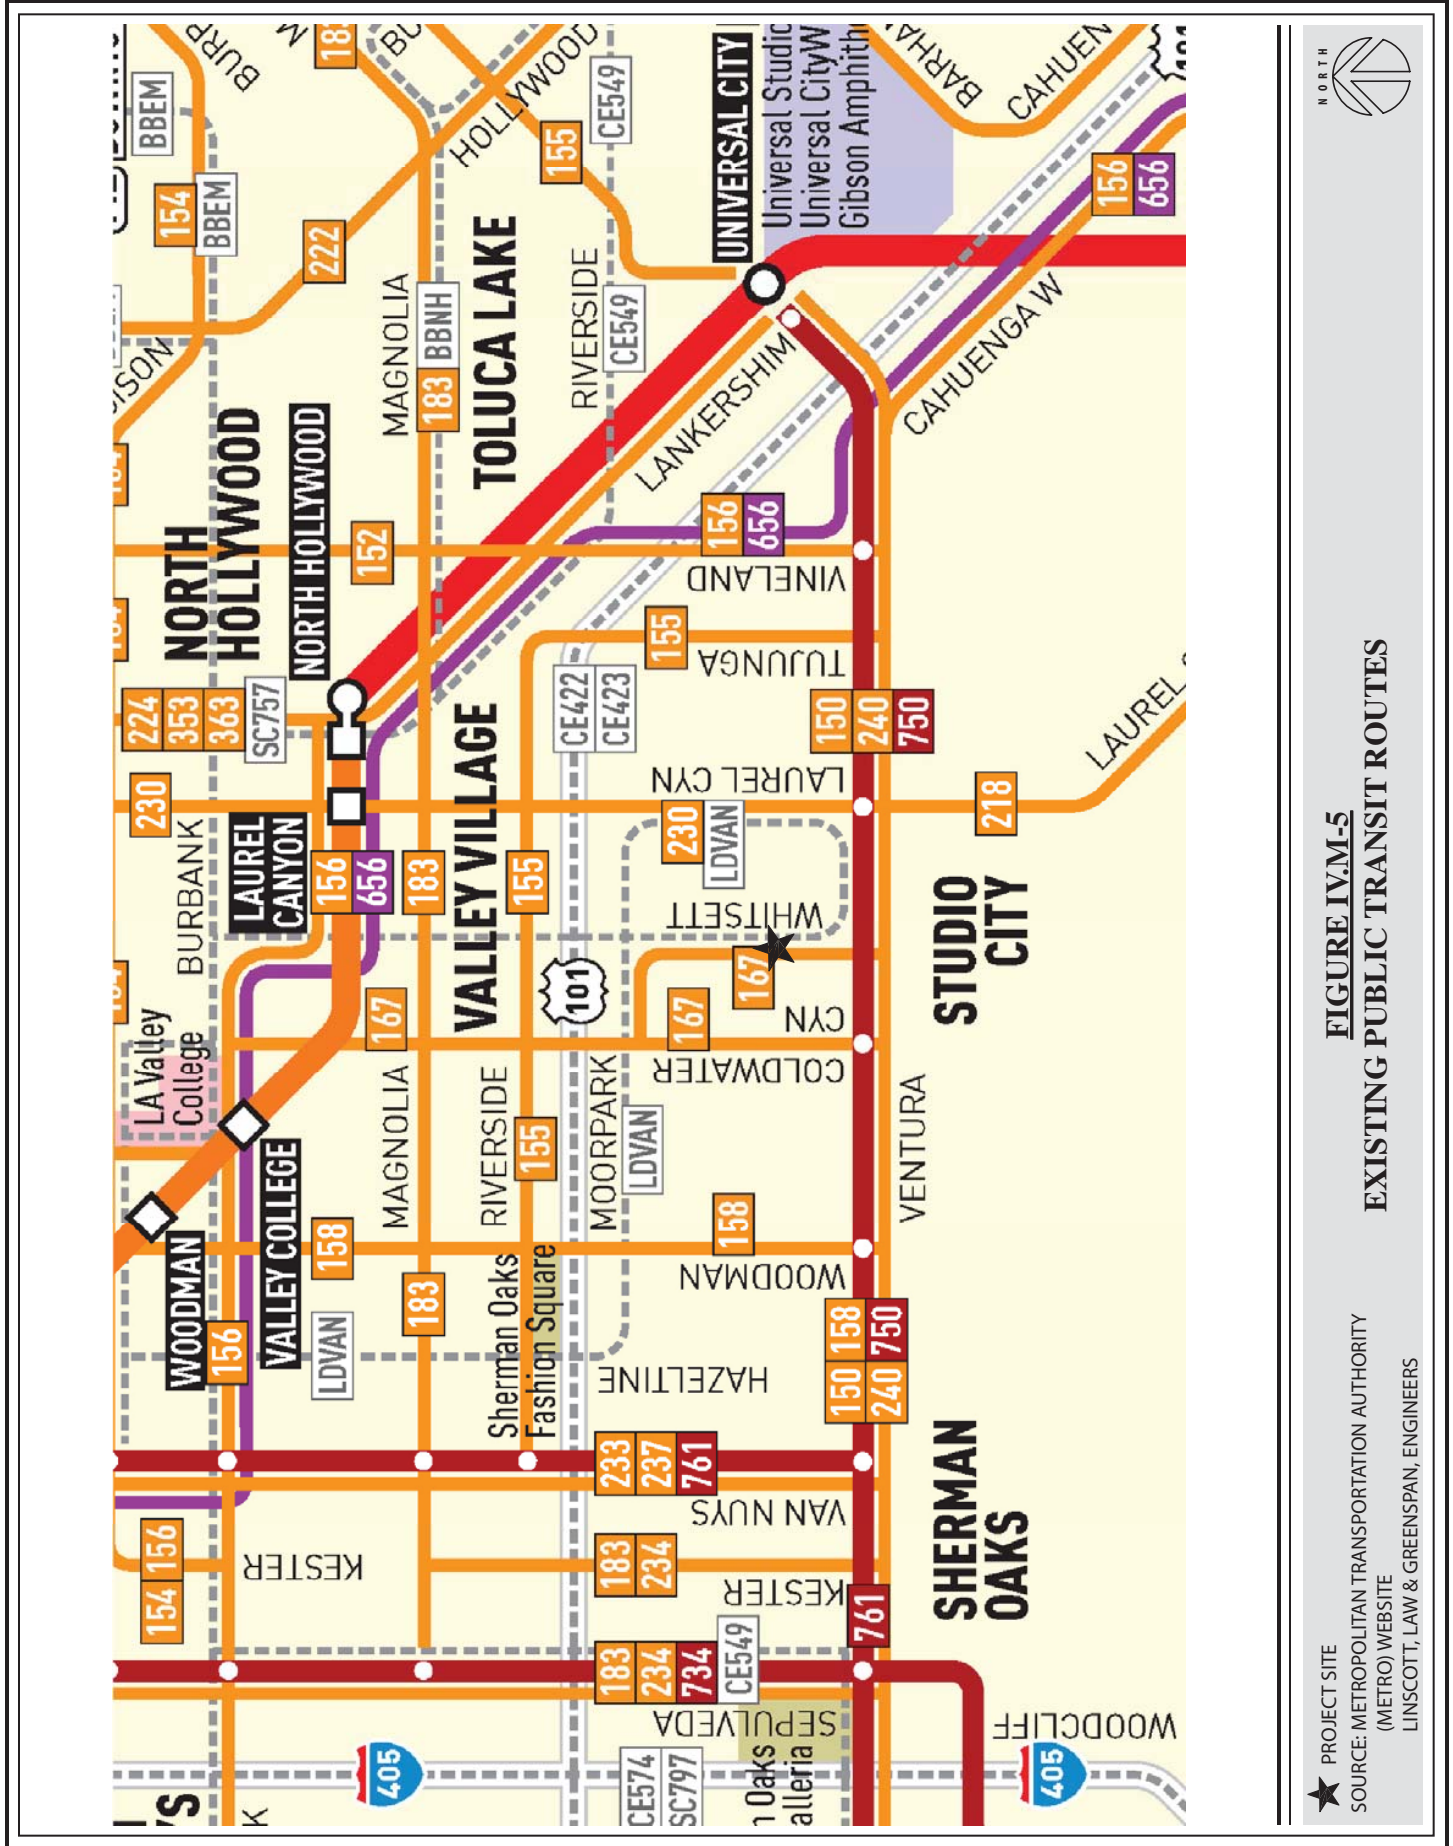 BURBANK
NORTH
HOLLYWOOD
NORTH HOLLYWOOD
TOLUCA LAKE
UNIVERSAL CITY
Universal Studio
Universal CityW
Gibson Amphith
BARHA
CAHUEN
HOLLYWOOD
BURB
BBEM
154
BBEM
222
183
MAGNOLIA
183
BBNH
155
CE549
RIVERSIDE
CE549
LANKERSHIM
CAHUENGA W
156
656
101
152
156
656
VINELAND
155
TUJUNGA
224
353
363
SC757
230
LAUREL
CANYON
156
656
183
VALLEY VILLAGE
155
CE422
CE423
150
240
750
LAUREL CYN
230
LDVAN
218
LAUREL
WHITSETT
STUDIO
CITY
101
167
167
167
COLDWATER
CYN
LA Valley
College
VALLEY COLLEGE
WOODMAN
156
158
LDVAN
MAGNOLIA
183
RIVERSIDE
155
MOORPARK
LDVAN
158
WOODMAN
VENTURA
Sherman Oaks
Fashion Square
HAZELTINE
150
158
240
750
233
237
761
VAN NUYS
154
156
KESTER
183
234
KESTER
761
SHERMAN
OAKS
183
234
734
CE549
SEPULVEDA
WOODCLIFF
405
405
CE574
SC797
n Oaks
alleria
NORTH
FIGURE IV.M-5
EXISTING PUBLIC TRANSIT ROUTES
PROJECT SITE
SOURCE: METROPOLITAN TRANSPORTATION AUTHORITY
(METRO) WEBSITE
LINSCOTT, LAW & GREENSPAN, ENGINEERS